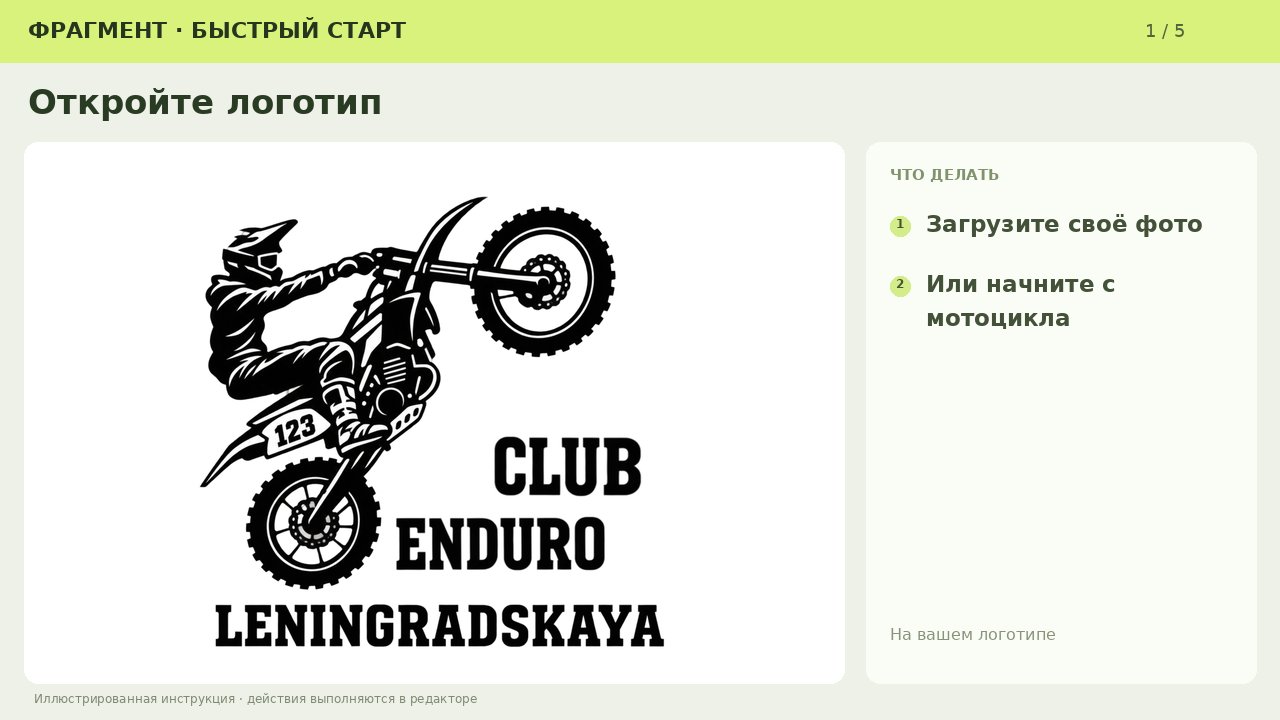 ФРАГМЕНТ · БЫСТРЫЙ СТАРТ
1 / 5
Откройте логотип
123
CLUB
ENDURO
LENINGRADSKAYA
ЧТО ДЕЛАТЬ
1 Загрузите своё фото
2 Или начните с
мотоцикла
На вашем логотипе
Иллюстрированная инструкция · действия выполняются в редакторе